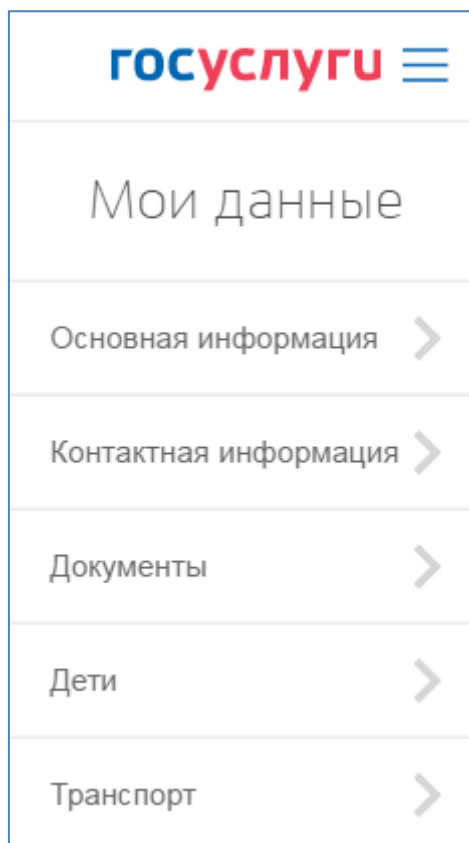 госуслуги
Мои данные
Основная информация
Контактная информация
Документы
Дети
Транспорт